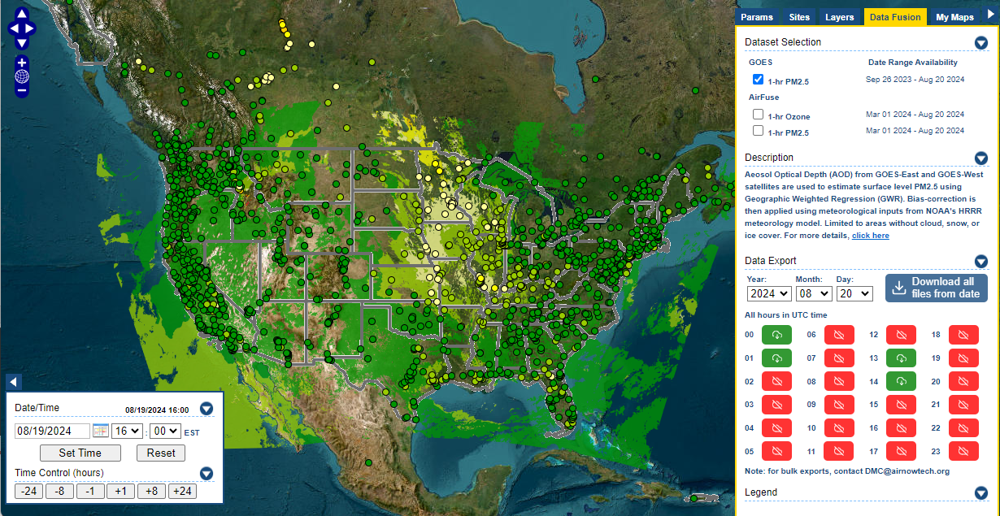 Params Sites Layers Data Fusion My Maps
Dataset Selection
GOES Date Range Availability
1-hr PM2.5 Sep 26 2023 - Aug 20 2024
AirFuse
1-hr Ozone Mar 01 2024 - Aug 20 2024
1-hr PM2.5 Mar 01 2024 - Aug 20 2024
Description
Aeosol Optical Depth (AOD) from GOES-East and GOES-West
satellites are used to estimate surface level PM2.5 using
Geographic Weighted Regression (GWR). Bias-correction is
then applied using meteorological inputs from NOAA's HRRR
meteorology model. Limited to areas without cloud, snow, or
ice cover. For more details, click here
Data Export
Year: Month: Day:
2024 08 20
Download all
files from date
All hours in UTC time
00 06 12 18
01 07 13 19
02 08 14 20
03 09 15 21
04 10 16 22
05 11 17 23
Note: for bulk exports, contact DMC@airnowtech.org
Legend
Date/Time 08/19/2024 16:00
08/19/2024 16 : 00 EST
Set Time Reset
Time Control (hours)
-24 -8 -1 +1 +8 +24